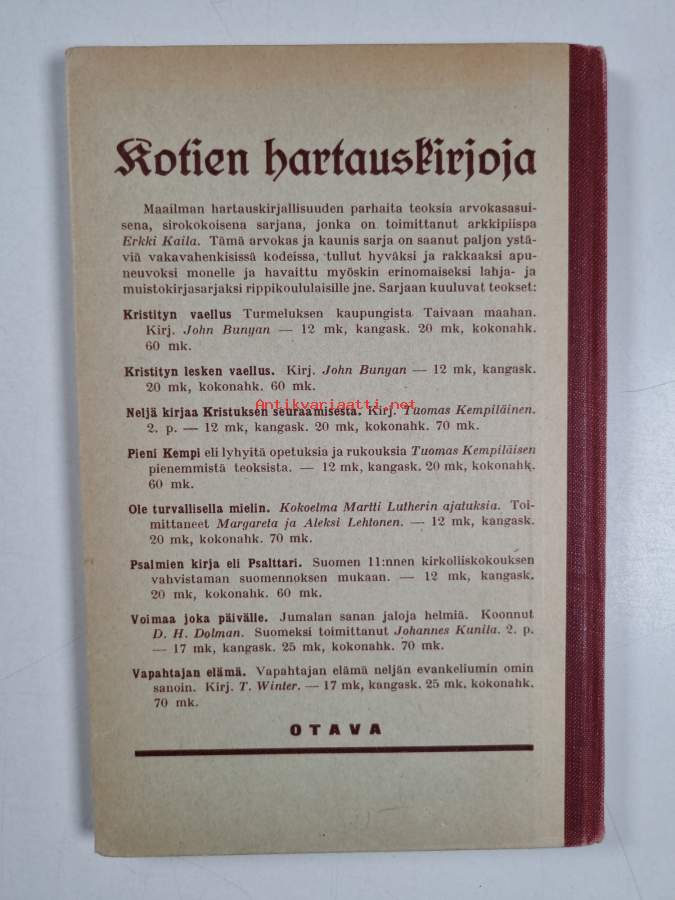 Kotien hartauskirjoja
Maailman hartauskirjallisuuden parhaita teoksia arvokasasui-
sena, sirokokoisena sarjana, jonka on toimittanut arkkipiispa
Erkki Kaila. Tämä arvokas ja kaunis sarja on saanut paljon ystä-
viä vakavahenkisissä kodeissa, tullut hyväksi ja rakkaaksi apu-
neuvoksi monelle ja havaittu myöskin erinomaiseksi lahja- ja
muistokirjasarjaksi rippikoululaisille jne. Sarjaan kuuluvat teokset:
Kristityn vaellus Turmeluksen kaupungista Taivaan maahan.
Kirj. John Bunyan — 12 mk, kangask. 20 mk, kokonahk.
60 mk.
Kristityn lesken vaellus. Kirj. John Bunyan — 12 mk, kangask.
20 mk, kokonahk. 60 mk.
Antikvariaatti.net
Neljä kirjaa Kristuksen seuraamisesta. Kirj. Tuomas Kempiläinen.
2. p. — 12 mk, kangask. 20 mk, kokonahk. 70 mk.
Pieni Kempi eli lyhyitä opetuksia ja rukouksia Tuomas Kempiläisen
pienemmistä teoksista. — 12 mk, kangask. 20 mk, kokonahk.
60 mk.
Ole turvallisella mielin. Kokoelma Martti Lutherin ajatuksia. Toi-
mittaneet Margareta ja Aleksi Lehtonen. — 12 mk, kangask.
20 mk, kokonahk. 70 mk.
Psalmien kirja eli Psalttari. Suomen 11:nnen kirkolliskokouksen
vahvistaman suomennoksen mukaan. — 12 mk, kangask.
20 mk, kokonahk. 60 mk.
Voimaa joka päivälle. Jumalan sanan jaloja helmiä. Koonnut
D. H. Dolman. Suomeksi toimittanut Johannes Kunila. 2. p.
— 17 mk, kangask. 25 mk, kokonahk. 70 mk.
Vapahtajan elämä. Vapahtajan elämä neljän evankeliumin omin
sanoin. Kirj. T. Winter. — 17 mk, kangask. 25 mk, kokonahk.
70 mk.
OTAVA